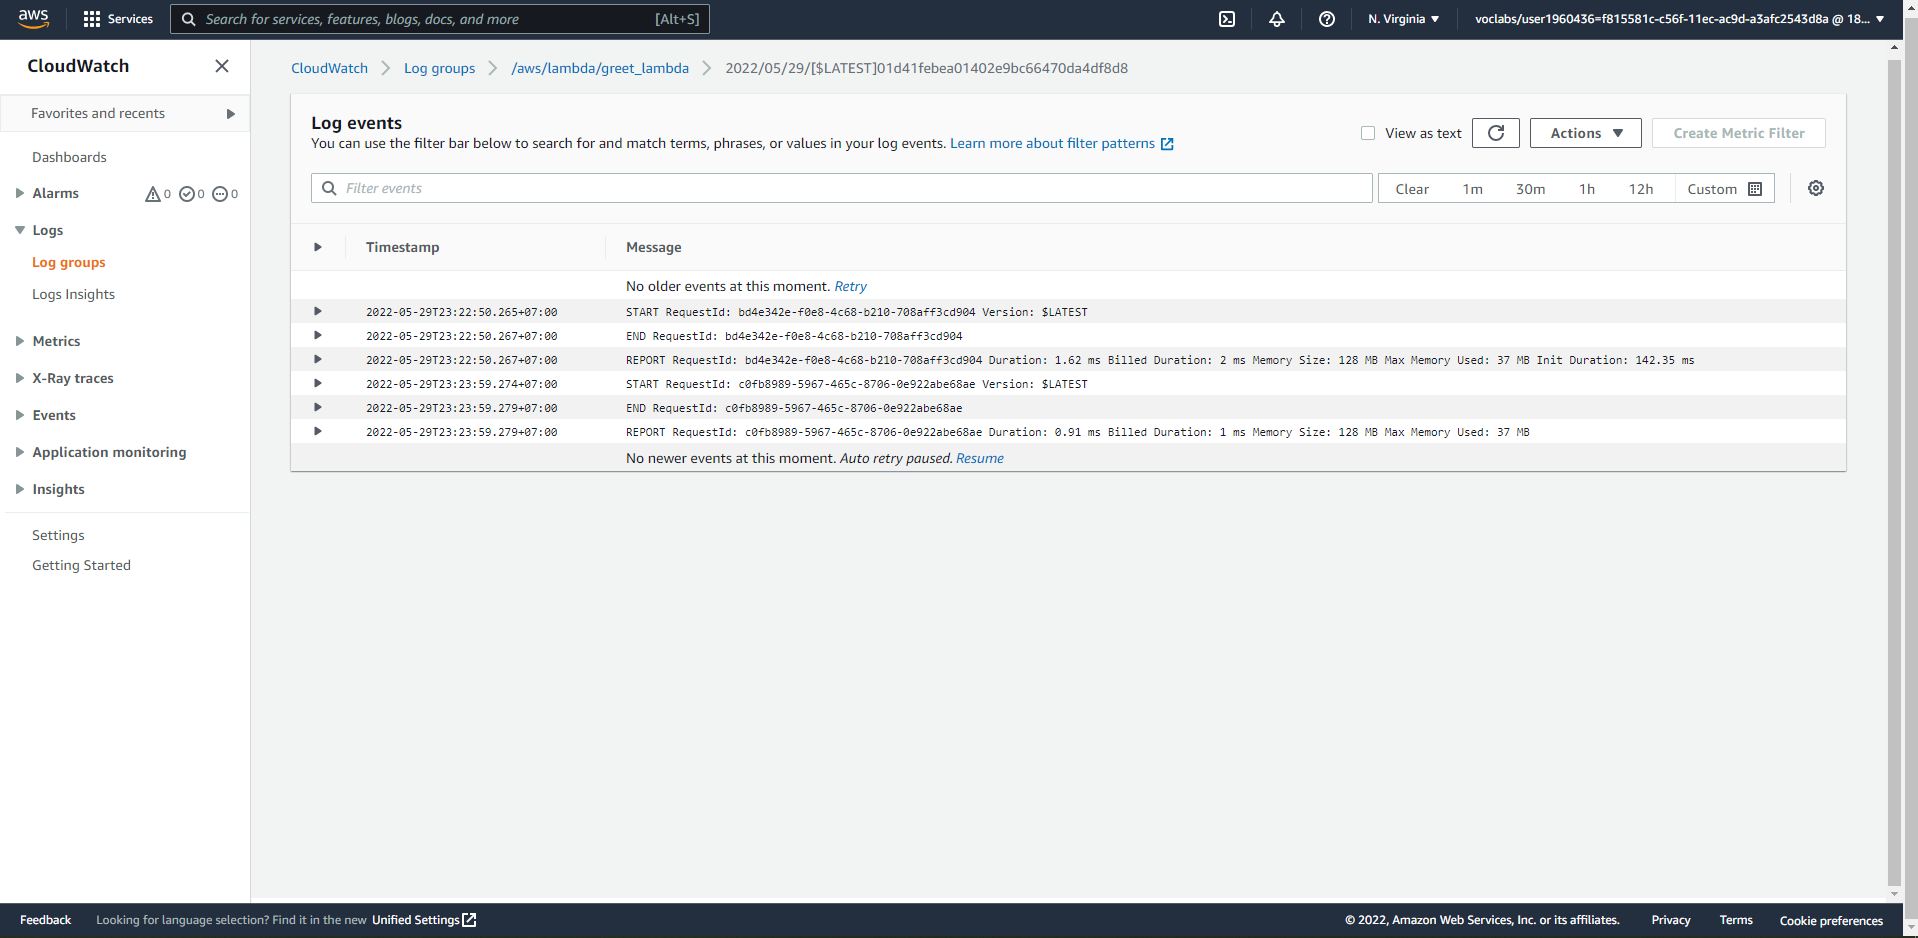 aws Services Search for services, features, blogs, docs, and more [Alt+S] N. Virginia voclabs/user1960436=f815581c-c56f-11ec-ac9d-a3afc2543d8a @ 18...
CloudWatch
Favorites and recents
Dashboards
Alarms 0 0 0
Logs
Log groups
Logs Insights
Metrics
X-Ray traces
Events
Application monitoring
Insights
Settings
Getting Started
CloudWatch Log groups /aws/lambda/greet_lambda 2022/05/29/[$LATEST]01d41febea01402e9bc66470da4df8d8
Log events
You can use the filter bar below to search for and match terms, phrases, or values in your log events. Learn more about filter patterns
View as text Actions Create Metric Filter
Filter events Clear 1m 30m 1h 12h Custom
Timestamp Message
No older events at this moment. Retry
2022-05-29T23:22:50.265+07:00 START RequestId: bd4e342e-f0e8-4c68-b210-708aff3cd904 Version: $LATEST
2022-05-29T23:22:50.267+07:00 END RequestId: bd4e342e-f0e8-4c68-b210-708aff3cd904
2022-05-29T23:22:50.267+07:00 REPORT RequestId: bd4e342e-f0e8-4c68-b210-708aff3cd904 Duration: 1.62 ms Billed Duration: 2 ms Memory Size: 128 MB Max Memory Used: 37 MB Init Duration: 142.35 ms
2022-05-29T23:23:59.274+07:00 START RequestId: c0fb8989-5967-465c-8706-0e922abe68ae Version: $LATEST
2022-05-29T23:23:59.279+07:00 END RequestId: c0fb8989-5967-465c-8706-0e922abe68ae
2022-05-29T23:23:59.279+07:00 REPORT RequestId: c0fb8989-5967-465c-8706-0e922abe68ae Duration: 0.91 ms Billed Duration: 1 ms Memory Size: 128 MB Max Memory Used: 37 MB
No newer events at this moment. Auto retry paused. Resume
Feedback Looking for language selection? Find it in the new Unified Settings © 2022, Amazon Web Services, Inc. or its affiliates. Privacy Terms Cookie preferences